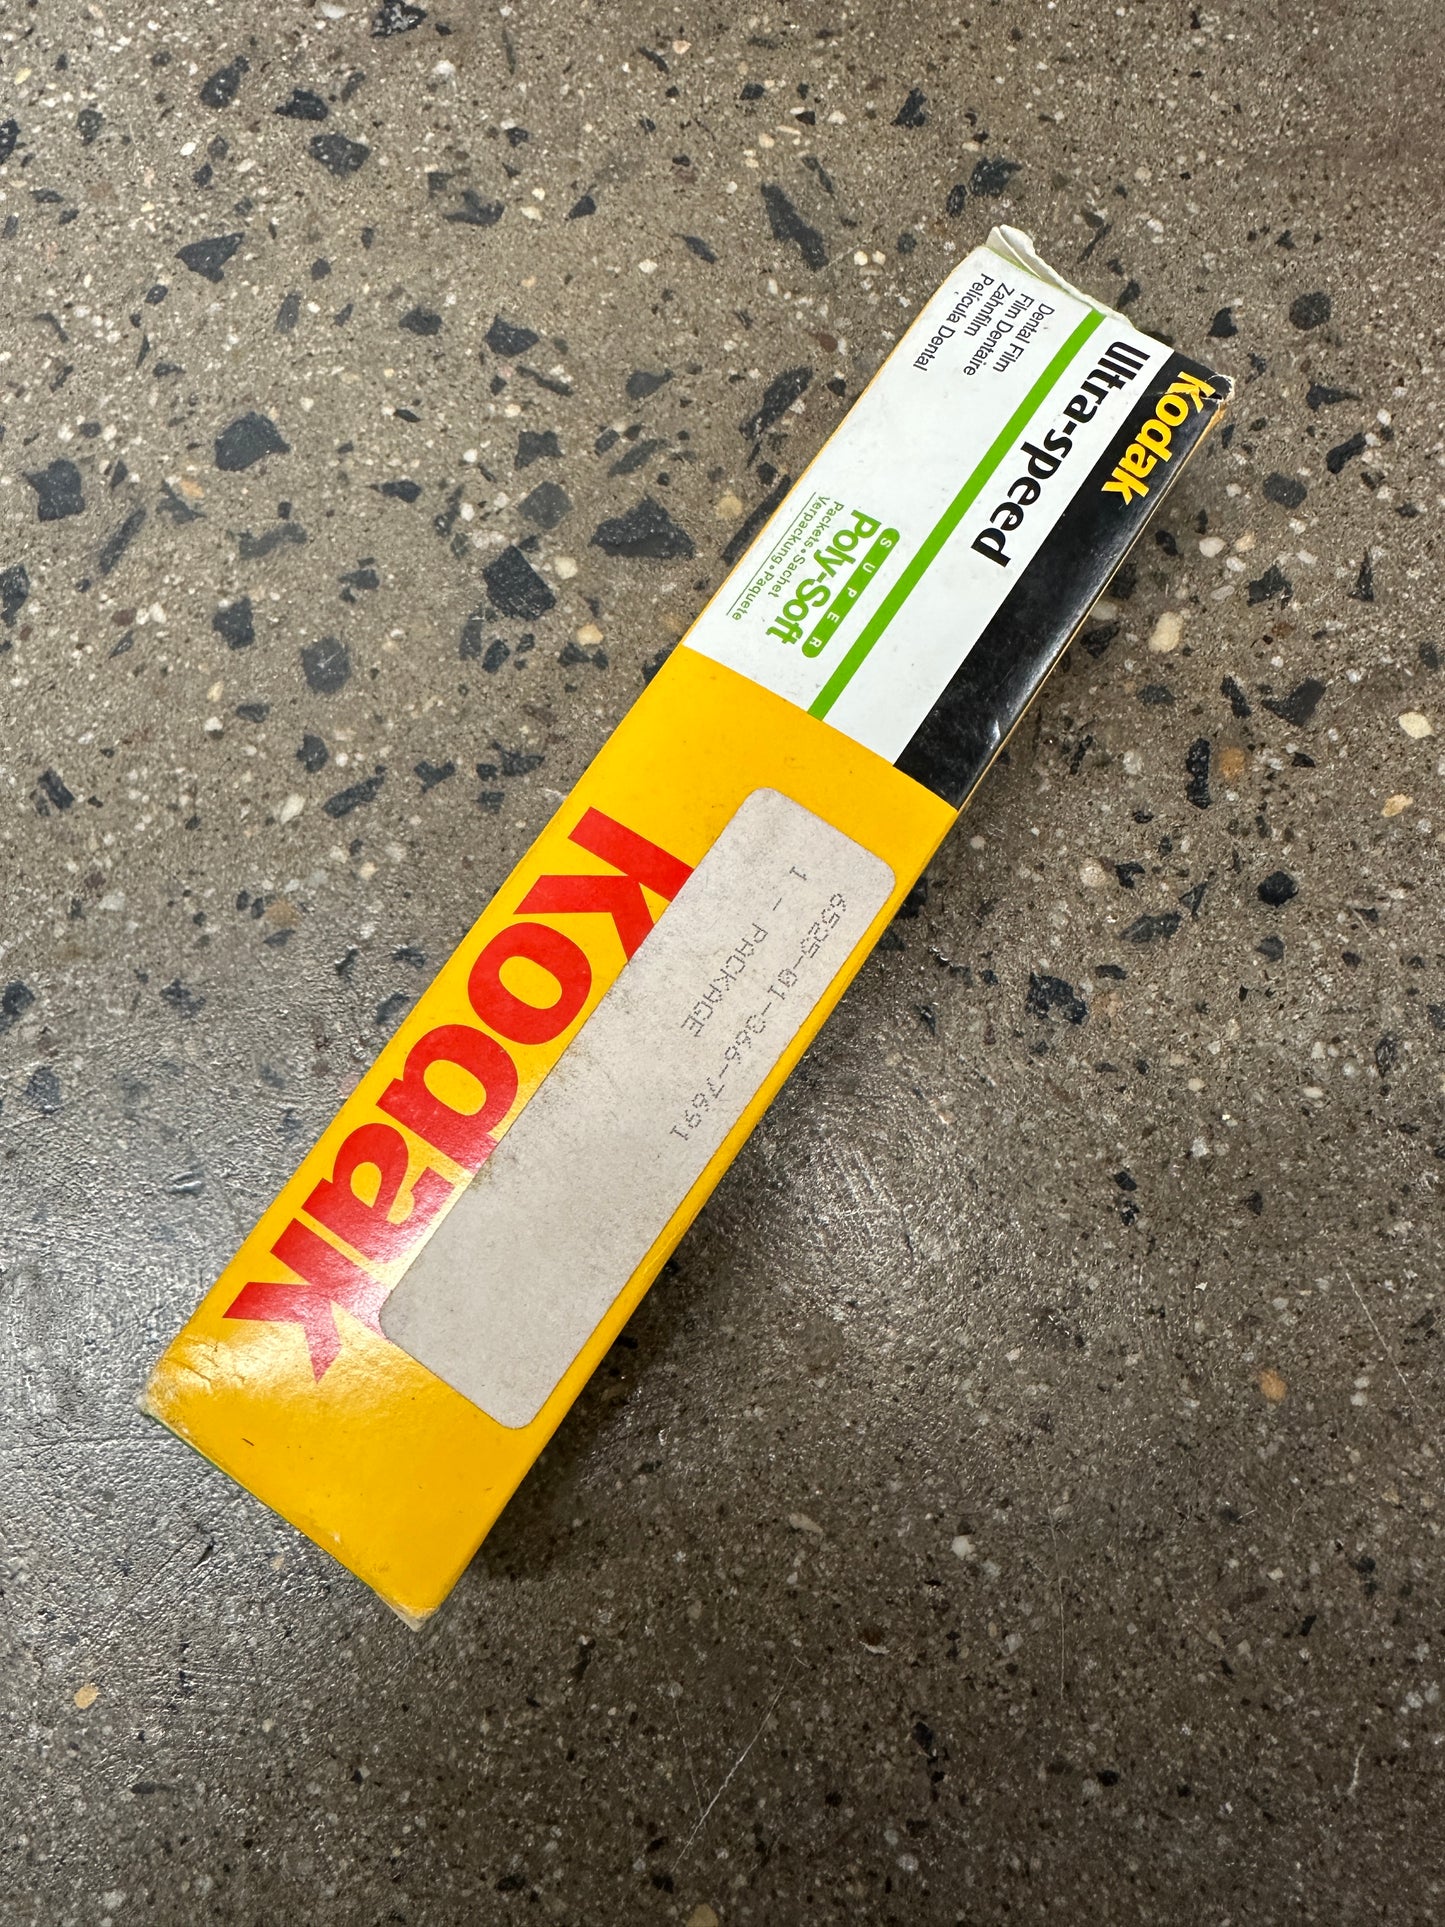 Kodak
Ultra-speed
Dental Film
Film Dentaire
Zahnfilm
Película Dental
SUPER
Poly-Soft
Packets • Sachet
Verpackung • Paquete
Kodak
6525-01-366-7691
1 - PACKAGE